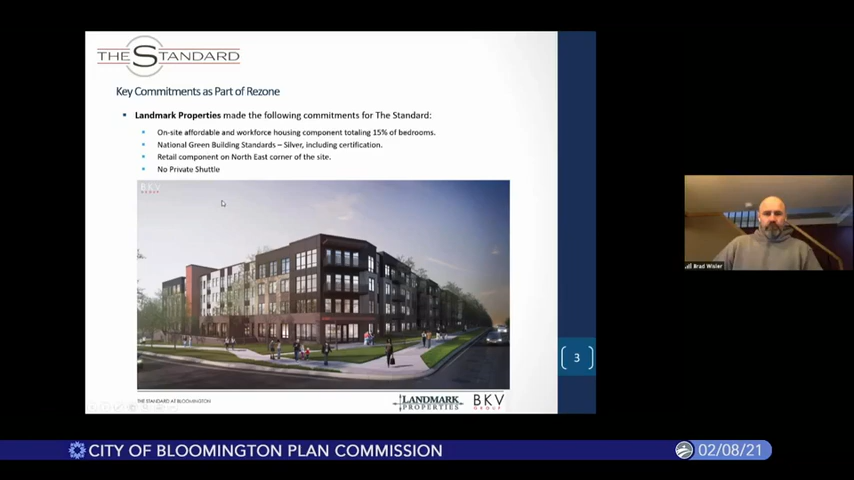 THE STANDARD
Key Commitments as Part of Rezone
Landmark Properties made the following commitments for The Standard:
On-site affordable and workforce housing component totaling 15% of bedrooms.
National Green Building Standards – Silver, including certification.
Retail component on North East corner of the site.
No Private Shuttle
BKV
GROUP
Brad Wisler
3
THE STANDARD AT BLOOMINGTON
LANDMARK
PROPERTIES
BKV
GROUP
CITY OF BLOOMINGTON PLAN COMMISSION
02/08/21